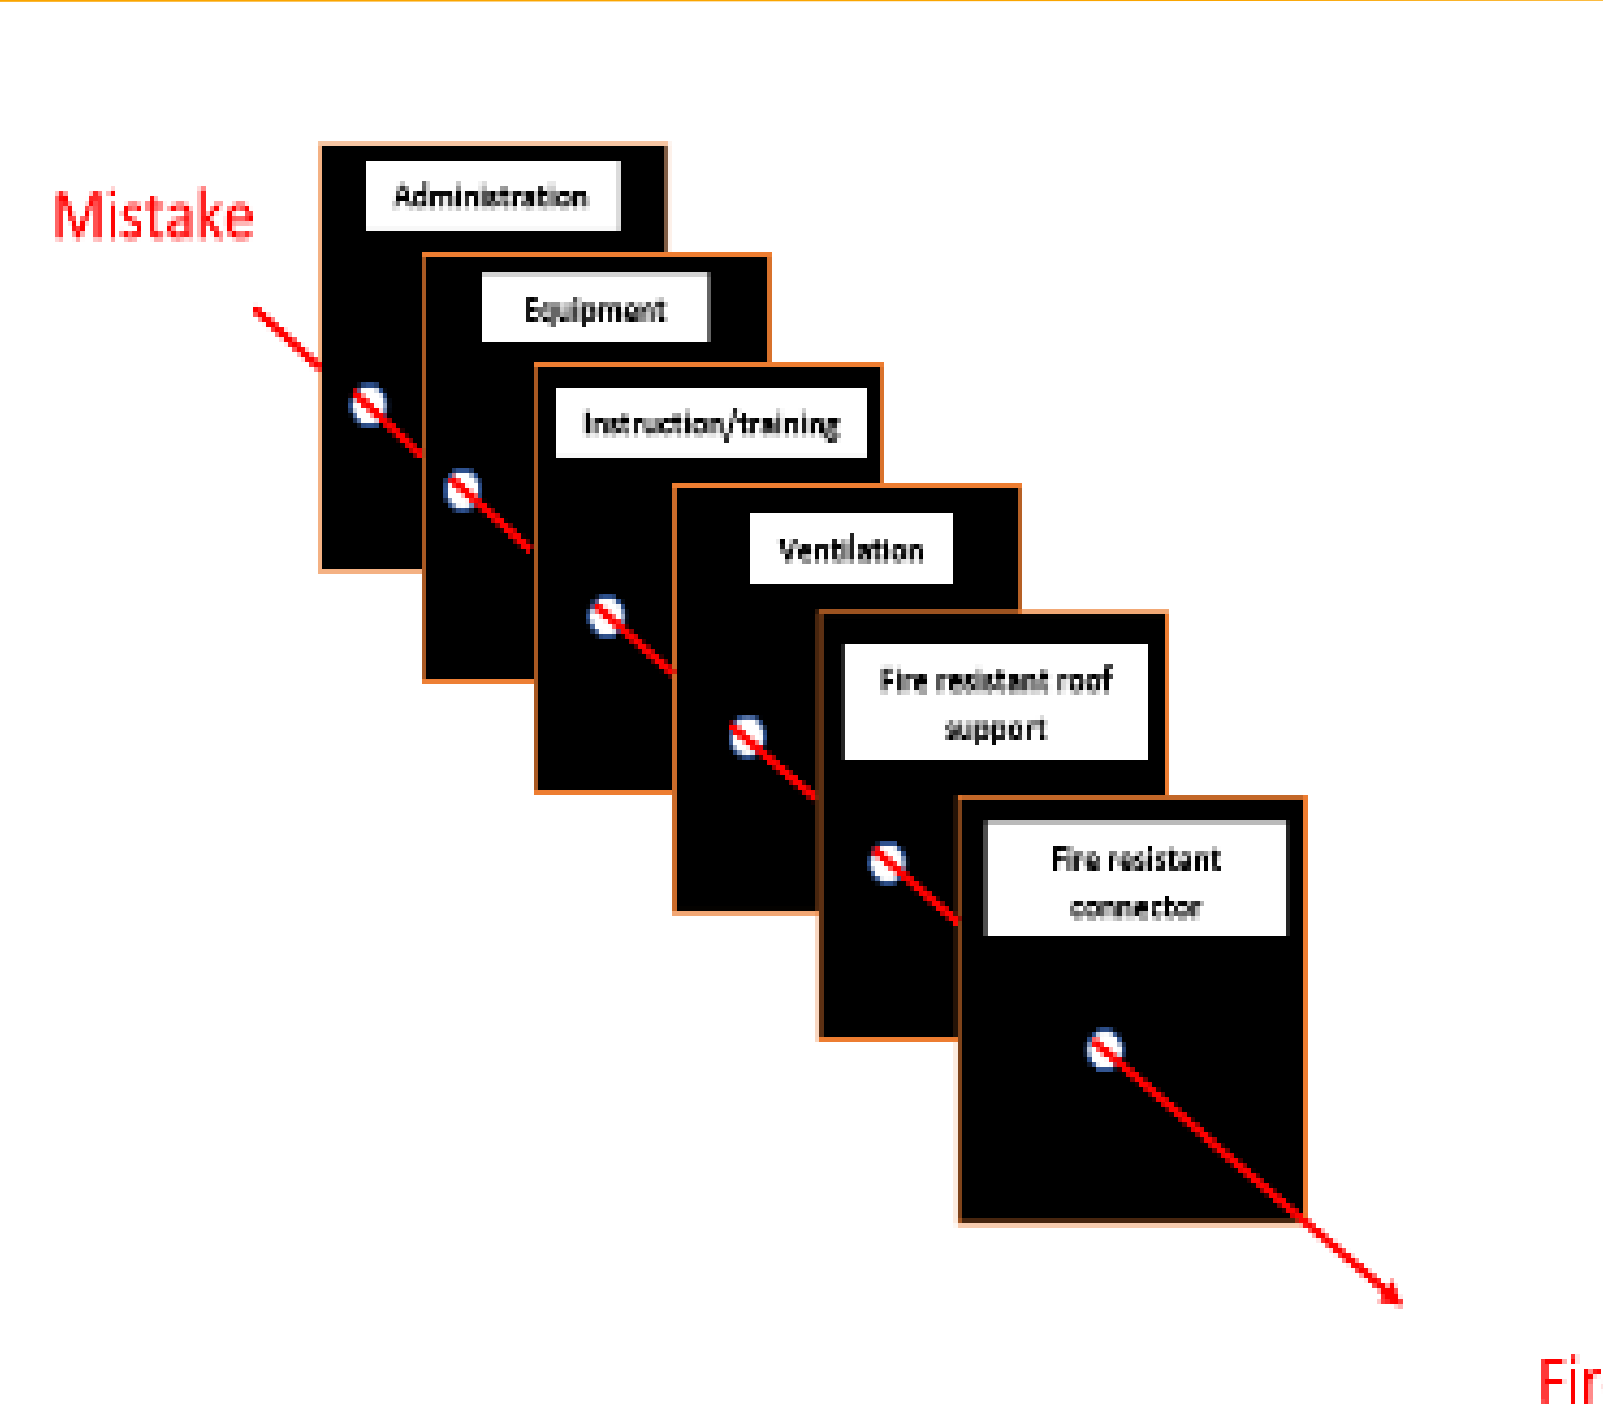 Mistake
Administration
Equipment
Instruction/training
Ventilation
Fire resistant roof
support
Fire resistant
connector